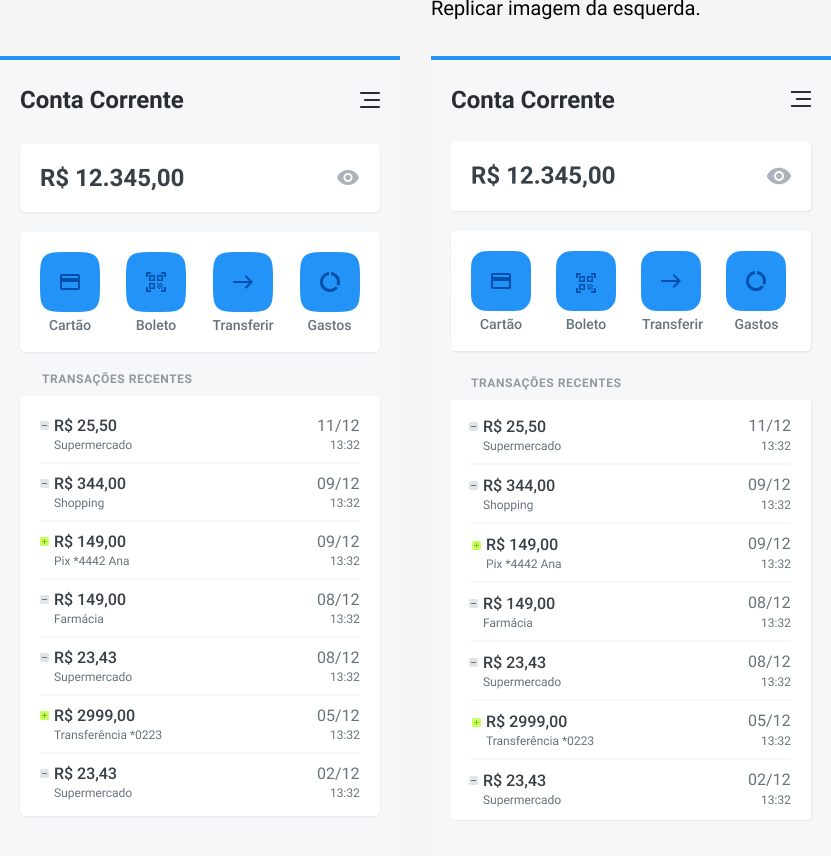 Replicar imagem da esquerda.
Conta Corrente
R$ 12.345,00
Cartão
Boleto
Transferir
Gastos
TRANSAÇÕES RECENTES
R$ 25,50 11/12
Supermercado 13:32
R$ 344,00 09/12
Shopping 13:32
R$ 149,00 09/12
Pix *4442 Ana 13:32
R$ 149,00 08/12
Farmácia 13:32
R$ 23,43 08/12
Supermercado 13:32
R$ 2999,00 05/12
Transferência *0223 13:32
R$ 23,43 02/12
Supermercado 13:32
Conta Corrente
R$ 12.345,00
Cartão
Boleto
Transferir
Gastos
TRANSAÇÕES RECENTES
R$ 25,50 11/12
Supermercado 13:32
R$ 344,00 09/12
Shopping 13:32
R$ 149,00 09/12
Pix *4442 Ana 13:32
R$ 149,00 08/12
Farmácia 13:32
R$ 23,43 08/12
Supermercado 13:32
R$ 2999,00 05/12
Transferência *0223 13:32
R$ 23,43 02/12
Supermercado 13:32